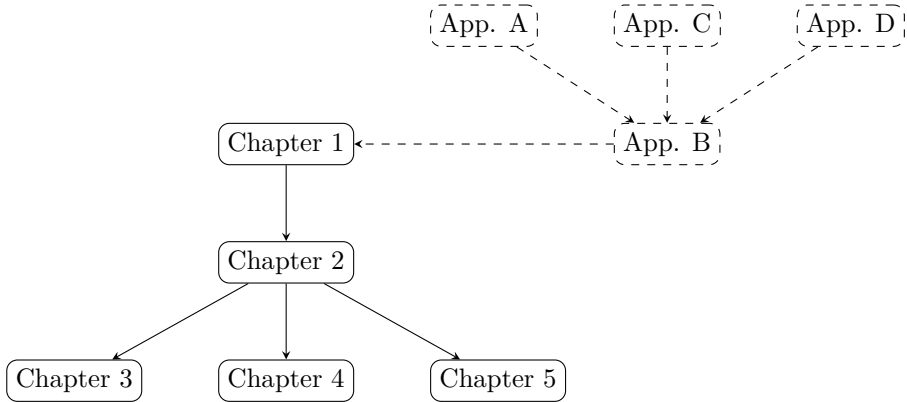 App. A
App. C
App. D
Chapter 1
App. B
Chapter 2
Chapter 3
Chapter 4
Chapter 5